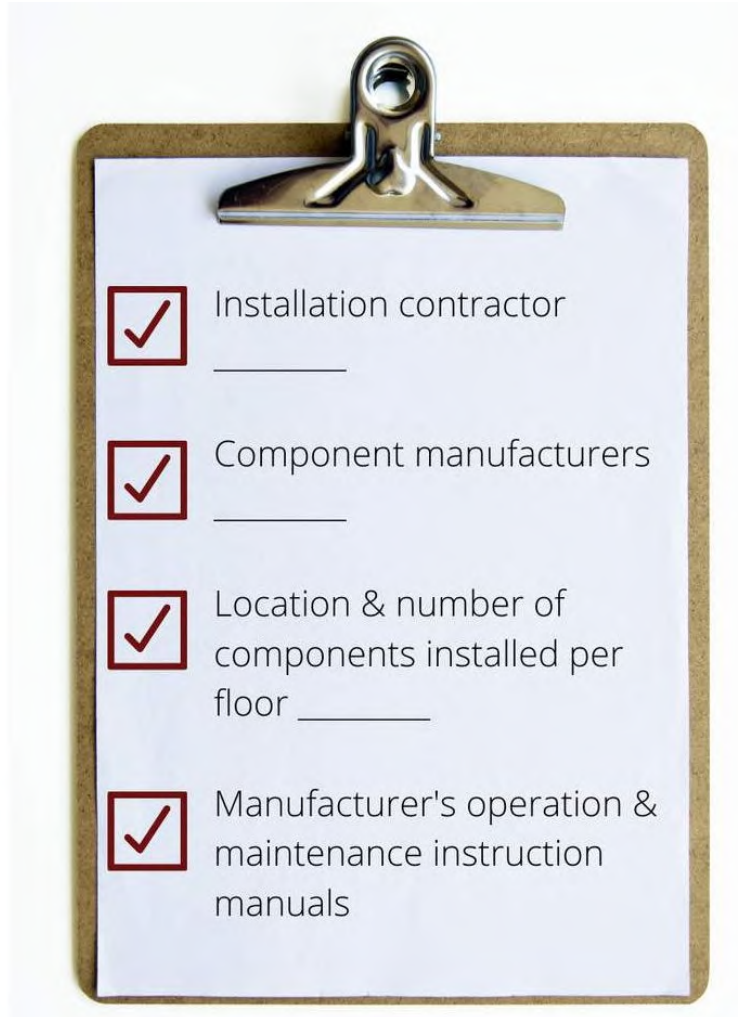 Installation contractor
________
Component manufacturers
________
Location & number of
components installed per
floor ________
Manufacturer's operation &
maintenance instruction
manuals